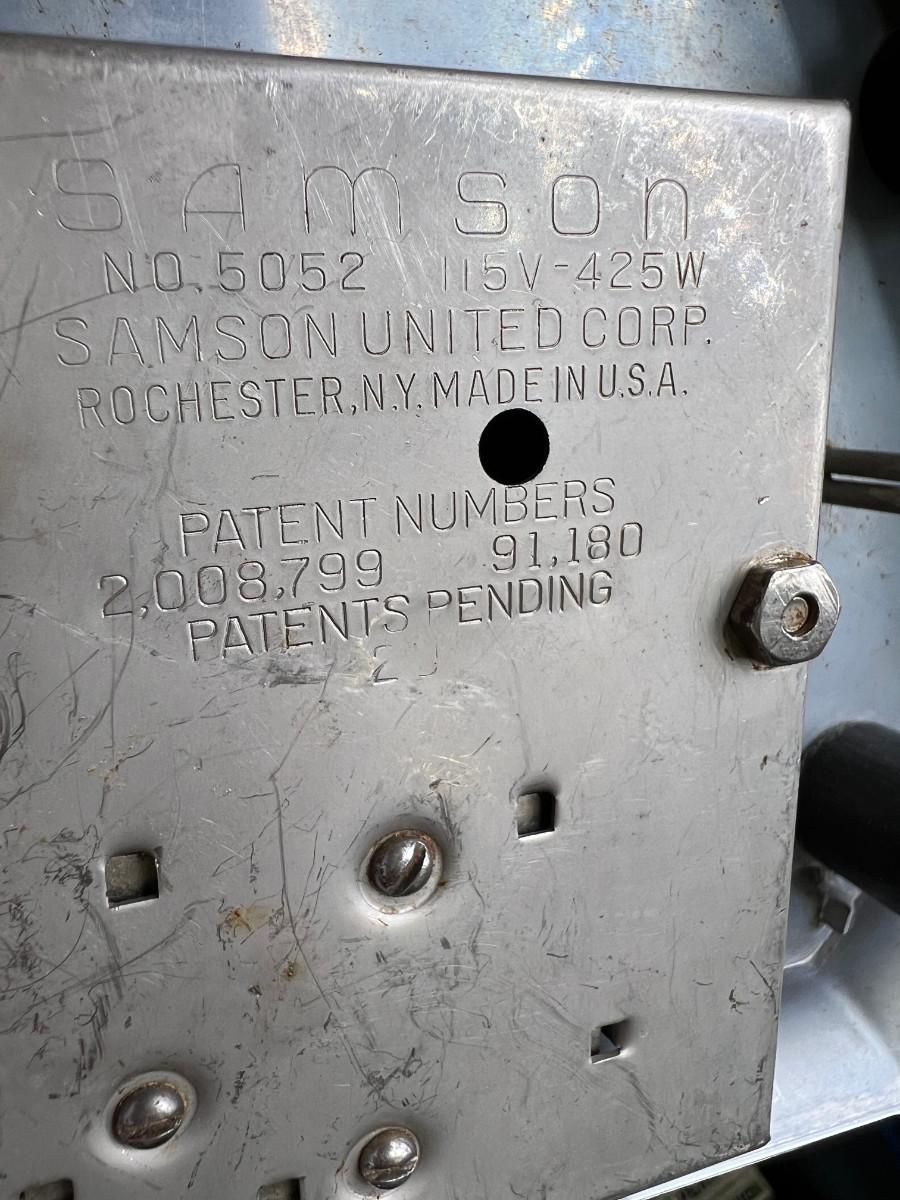 SAmson
NO. 5052 115V-425W
SAMSON UNITED CORP.
ROCHESTER, N.Y. MADE IN U.S.A.
PATENT NUMBERS
2,008,799 91,180
PATENTS PENDING